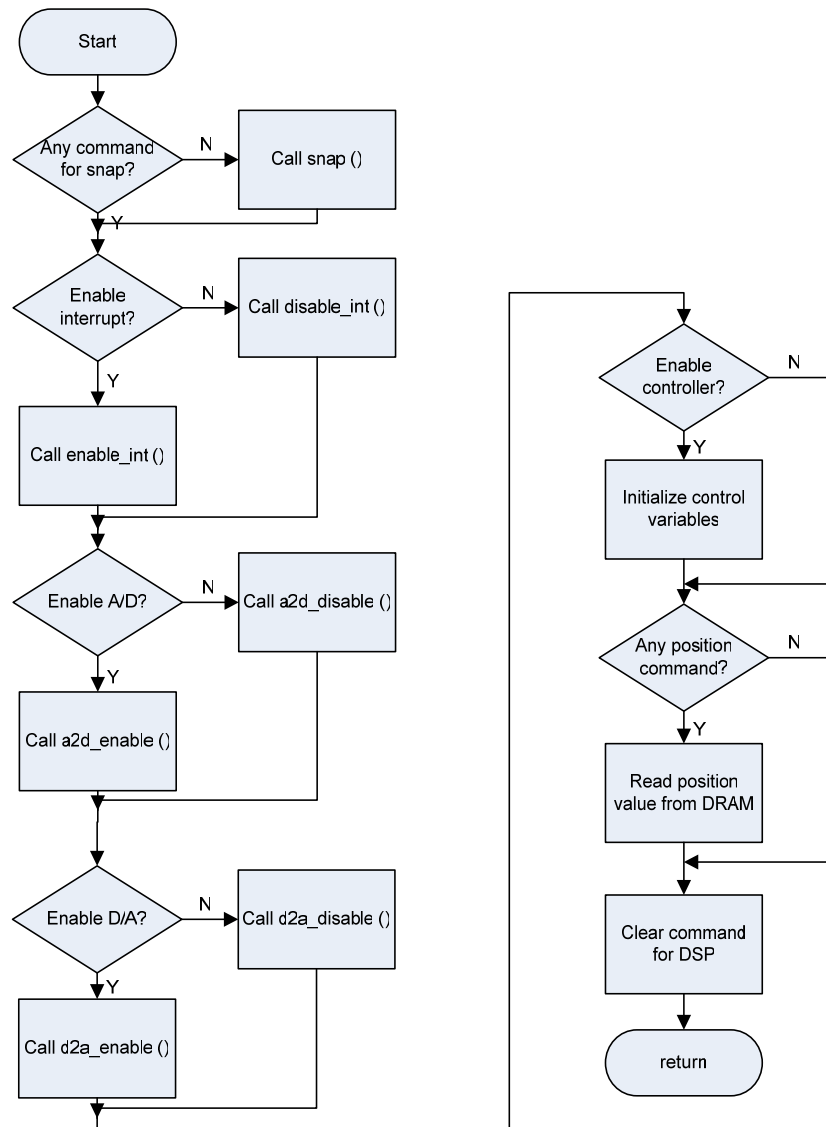 Start
Any command
for snap?
N
Call snap ()
Y
Enable
interrupt?
N
Call disable_int ()
Y
Call enable_int ()
Enable A/D?
N
Call a2d_disable ()
Y
Call a2d_enable ()
Enable D/A?
N
Call d2a_disable ()
Y
Call d2a_enable ()
Enable
controller?
N
Y
Initialize control
variables
Any position
command?
N
Y
Read position
value from DRAM
Clear command
for DSP
return